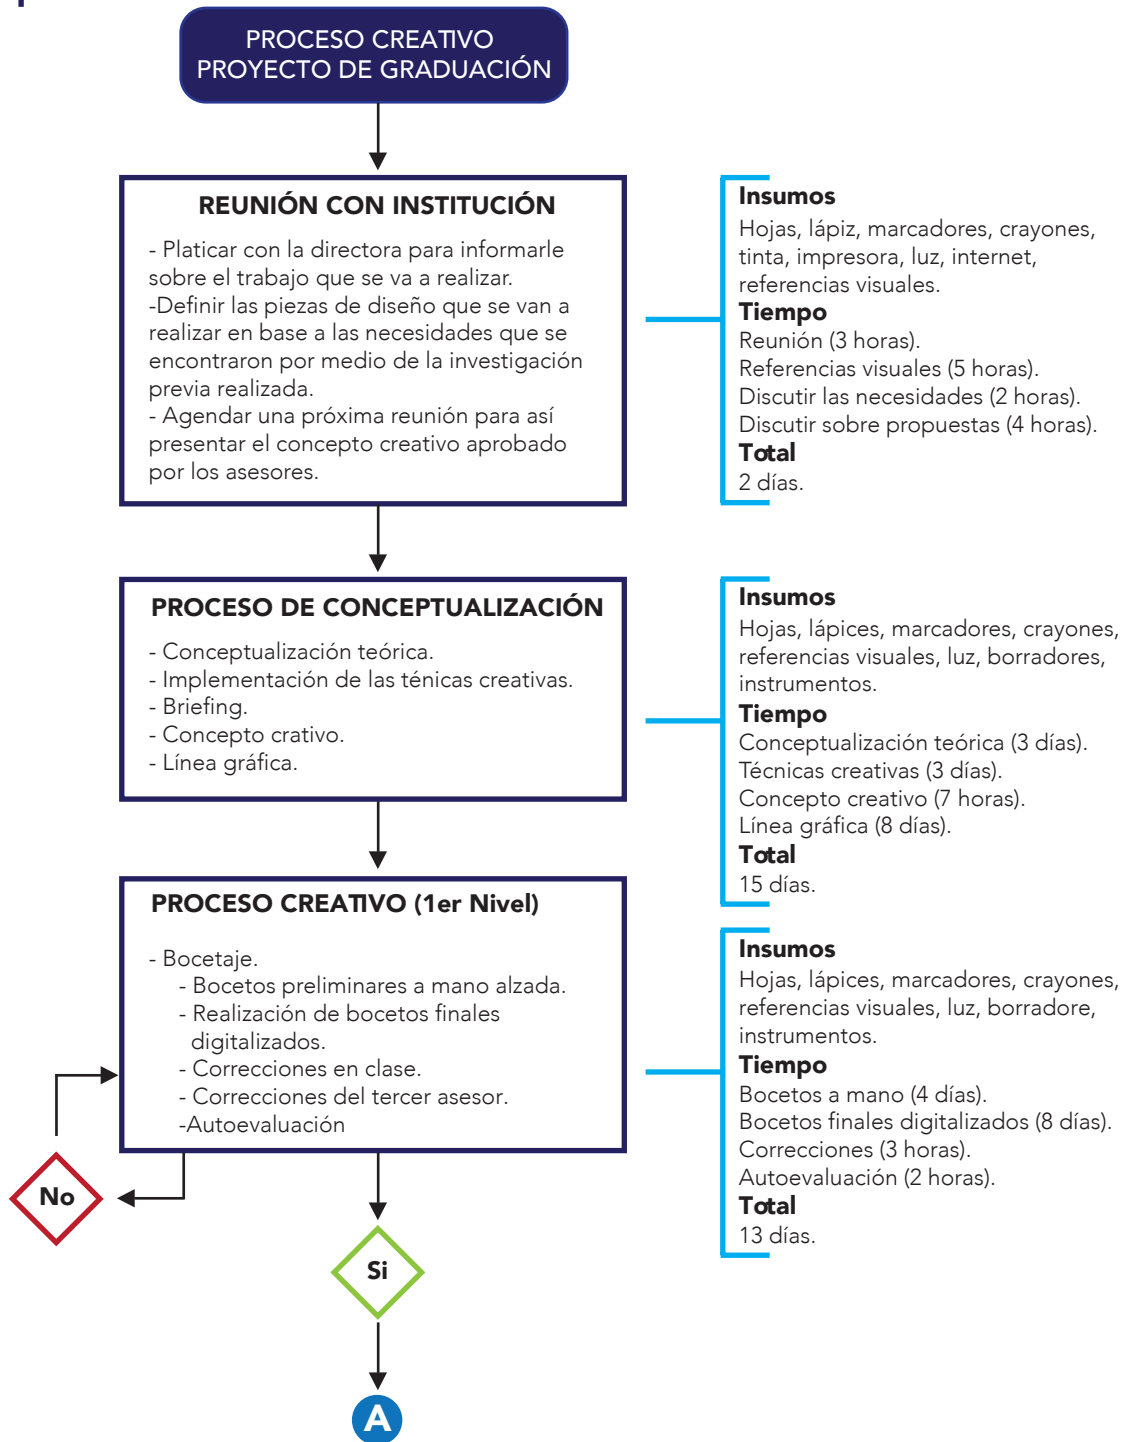 PROCESO CREATIVO
PROYECTO DE GRADUACIÓN
REUNIÓN CON INSTITUCIÓN
- Platicar con la directora para informarle
sobre el trabajo que se va a realizar.
-Definir las piezas de diseño que se van a
realizar en base a las necesidades que se
encontraron por medio de la investigación
previa realizada.
- Agendar una próxima reunión para así
presentar el concepto creativo aprobado
por los asesores.
Insumos
Hojas, lápiz, marcadores, crayones,
tinta, impresora, luz, internet,
referencias visuales.
Tiempo
Reunión (3 horas).
Referencias visuales (5 horas).
Discutir las necesidades (2 horas).
Discutir sobre propuestas (4 horas).
Total
2 días.
PROCESO DE CONCEPTUALIZACIÓN
- Conceptualización teórica.
- Implementación de las ténicas creativas.
- Briefing.
- Concepto crativo.
- Línea gráfica.
Insumos
Hojas, lápices, marcadores, crayones,
referencias visuales, luz, borradores,
instrumentos.
Tiempo
Conceptualización teórica (3 días).
Técnicas creativas (3 días).
Concepto creativo (7 horas).
Línea gráfica (8 días).
Total
15 días.
PROCESO CREATIVO (1er Nivel)
- Bocetaje.
- Bocetos preliminares a mano alzada.
- Realización de bocetos finales
digitalizados.
- Correcciones en clase.
- Correcciones del tercer asesor.
-Autoevaluación
Insumos
Hojas, lápices, marcadores, crayones,
referencias visuales, luz, borradore,
instrumentos.
Tiempo
Bocetos a mano (4 días).
Bocetos finales digitalizados (8 días).
Correcciones (3 horas).
Autoevaluación (2 horas).
Total
13 días.
No
Si
A